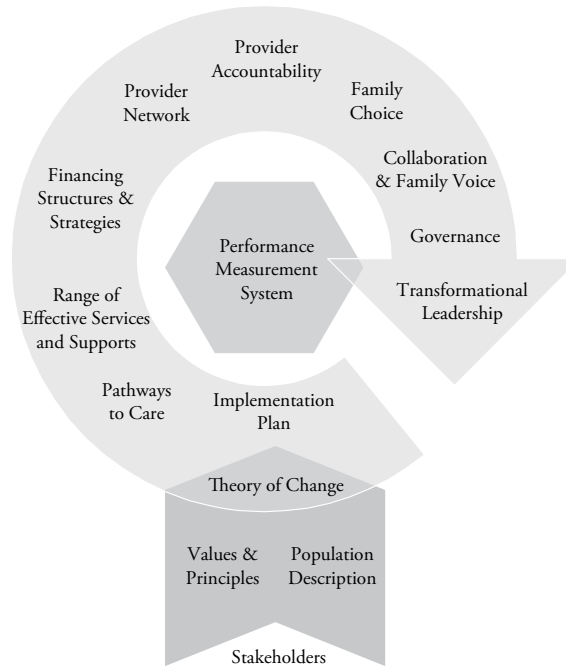 Provider
Accountability
Family
Choice
Collaboration
& Family Voice
Governance
Transformational
Leadership
Provider
Network
Financing
Structures &
Strategies
Range of
Effective Services
and Supports
Pathways
to Care
Implementation
Plan
Performance
Measurement
System
Theory of Change
Values &
Principles
Population
Description
Stakeholders